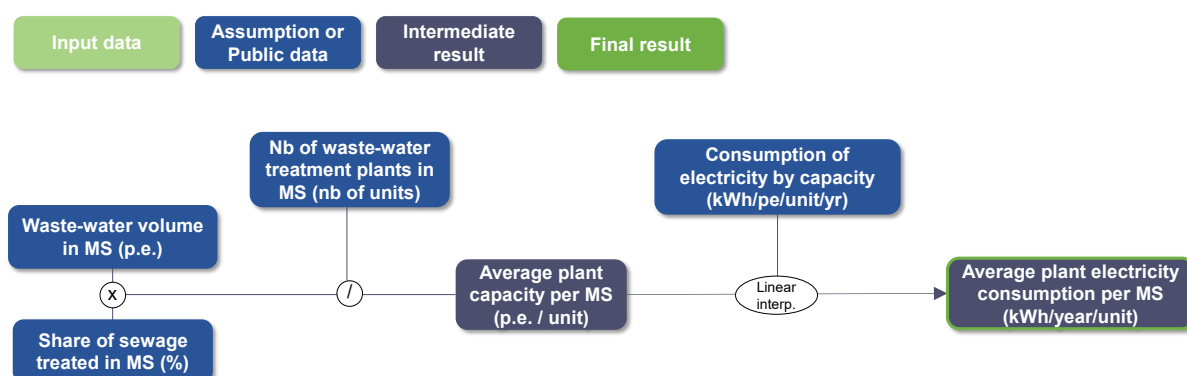 Input data
Assumption or
Public data
Intermediate
result
Final result
Nb of waste-water
treatment plants in
MS (nb of units)
Consumption of
electricity by capacity
(kWh/pe/unit/yr)
Waste-water volume
in MS (p.e.)
x
/
Average plant
capacity per MS
(p.e. / unit)
Linear
interp.
Average plant electricity
consumption per MS
(kWh/year/unit)
Share of sewage
treated in MS (%)